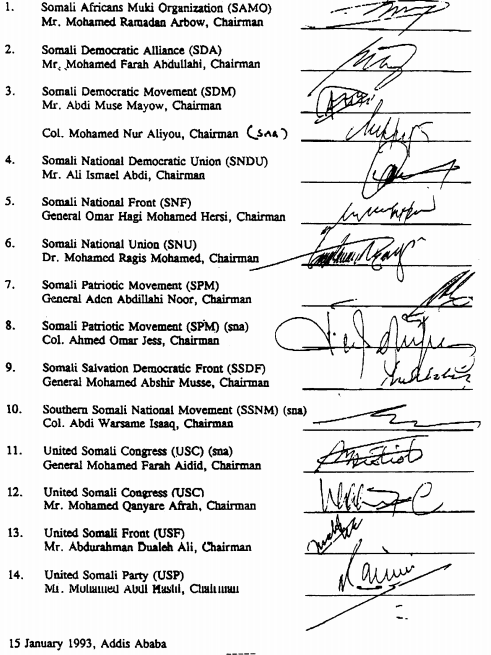 1. Somali Africans Muki Organization (SAMO)
Mr. Mohamed Ramadan Arbow, Chairman
2. Somali Democratic Alliance (SDA)
Mr. Mohamed Farah Abdullahi, Chairman
3. Somali Democratic Movement (SDM)
Mr. Abdi Muse Mayow, Chairman
Col. Mohamed Nur Aliyou, Chairman (sna)
4. Somali National Democratic Union (SNDU)
Mr. Ali Ismael Abdi, Chairman
5. Somali National Front (SNF)
General Omar Hagi Mohamed Hersi, Chairman
6. Somali National Union (SNU)
Dr. Mohamed Ragis Mohamed, Chairman
7. Somali Patriotic Movement (SPM)
General Aden Abdillahi Noor, Chairman
8. Somali Patriotic Movement (SPM) (sna)
Col. Ahmed Omar Jess, Chairman
9. Somali Salvation Democratic Front (SSDF)
General Mohamed Abshir Musse, Chairman
10. Southern Somali National Movement (SSNM) (sna)
Col. Abdi Warsame Isaaq, Chairman
11. United Somali Congress (USC) (sna)
General Mohamed Farah Aidid, Chairman
12. United Somali Congress (USC)
Mr. Mohamed Qanyare Afrah, Chairman
13. United Somali Front (USF)
Mr. Abdurahman Dualeh Ali, Chairman
14. United Somali Party (USP)
Mr. Mohamed Abdi Hashi, Chairman
15 January 1993, Addis Ababa